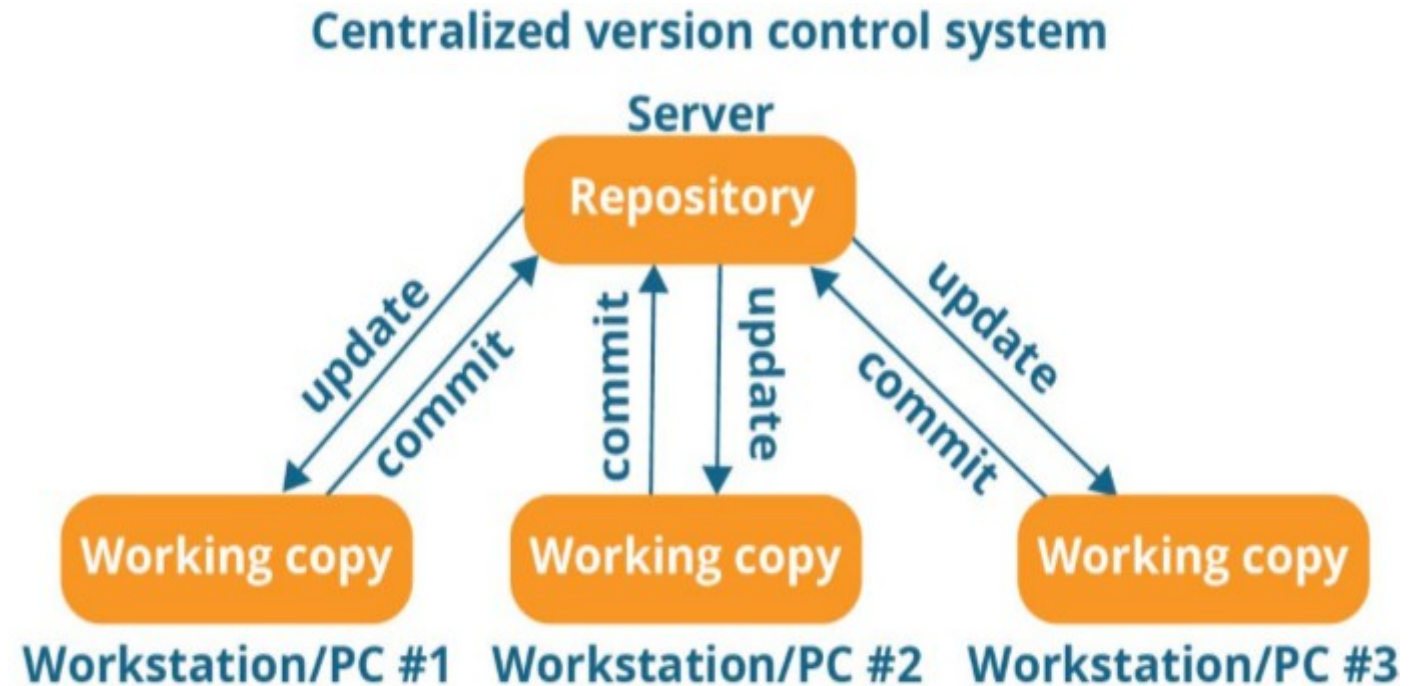 Centralized version control system
Server
Repository
update
commit
commit
update
update
commit
Working copy
Working copy
Working copy
Workstation/PC #1
Workstation/PC #2
Workstation/PC #3